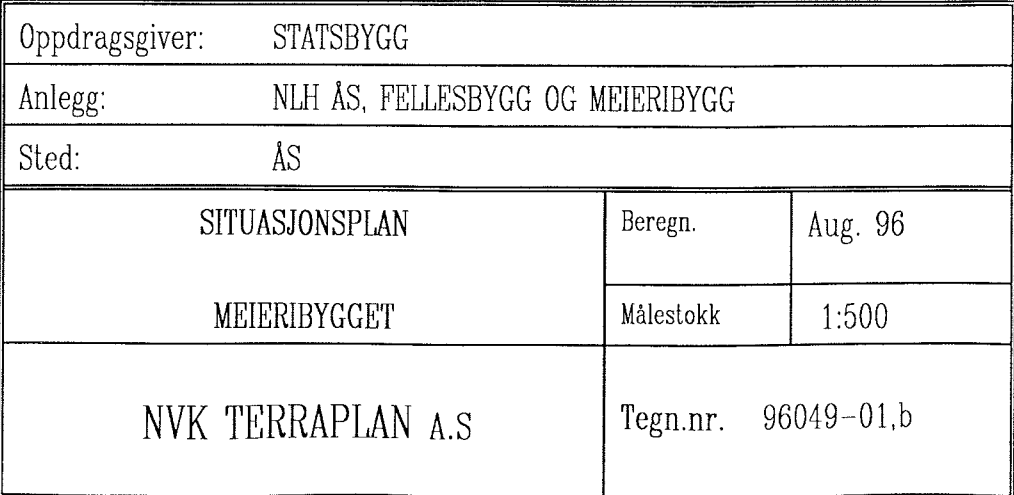 Oppdragsgiver: STATSBYGG
Anlegg: NLH ÅS, FELLESBYGG OG MEIERIBYGG
Sted: ÅS
SITUASJONSPLAN
MEIERIBYGGET
Beregn. Aug. 96
Målestokk 1:500
NVK TERRAPLAN A.S
Tegn.nr. 96049-01,b